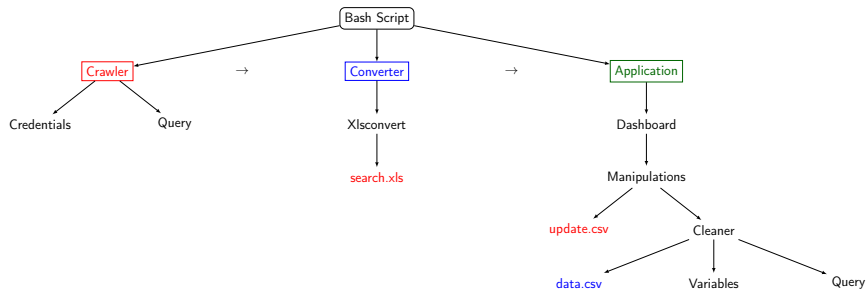 Bash Script
Crawler → Converter → Application
Credentials Query Xlsconvert Dashboard
search.xls Manipulations
update.csv Cleaner
data.csv Variables Query